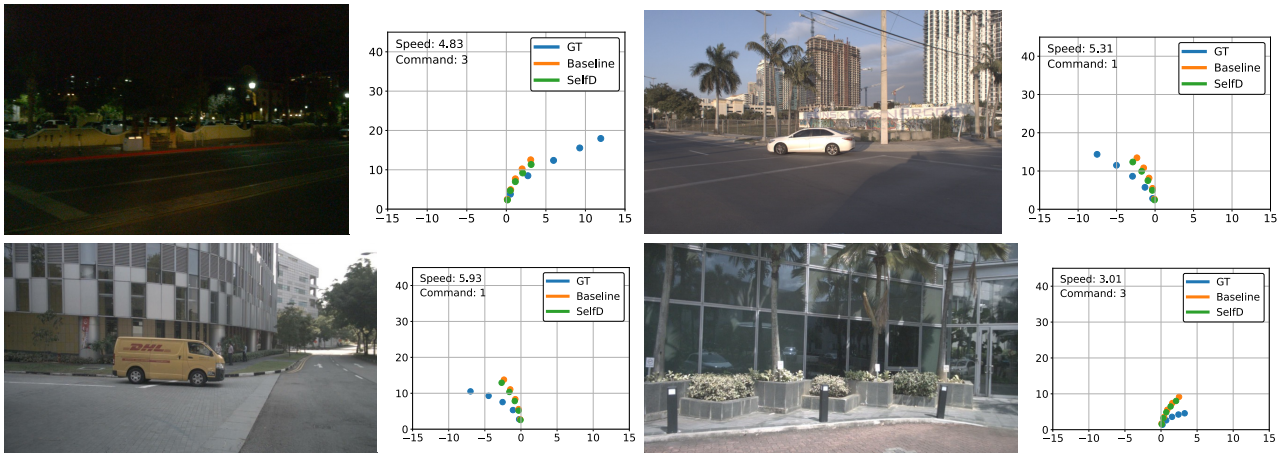 Speed: 4.83
Command: 3
GT
Baseline
SelfD
40
30
20
10
0
−15 −10 −5 0 5 10 15
Speed: 5.31
Command: 1
GT
Baseline
SelfD
40
30
20
10
0
−15 −10 −5 0 5 10 15
DHL
Speed: 5.93
Command: 1
GT
Baseline
SelfD
40
30
20
10
0
−15 −10 −5 0 5 10 15
Speed: 3.01
Command: 3
GT
Baseline
SelfD
40
30
20
10
0
−15 −10 −5 0 5 10 15